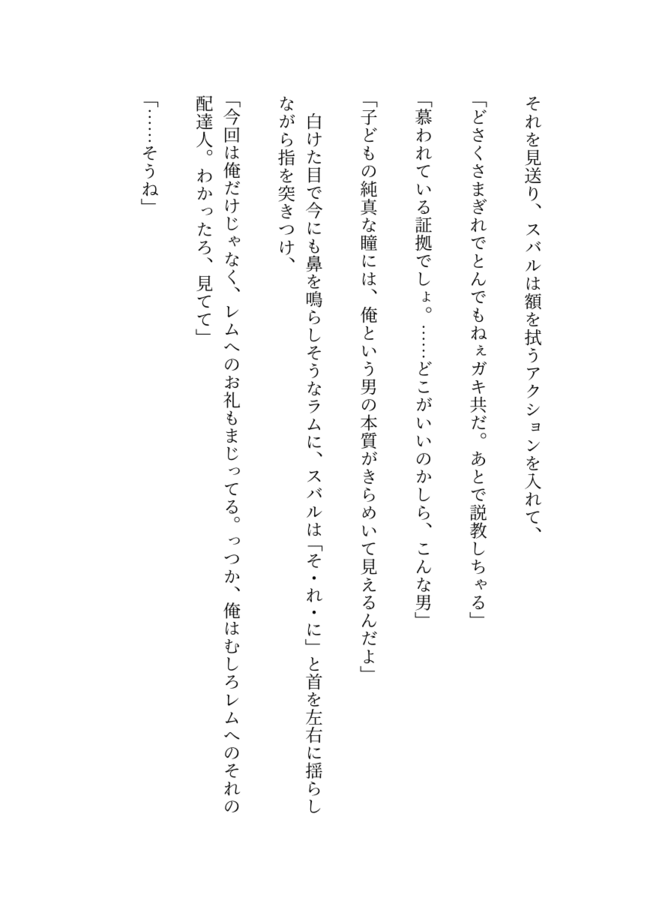 それを見送り、スバルは額を拭うアクションを入れて、
「どさくさまぎれでとんでもねぇガキ共だ。あとで説教しちゃる」
「慕われている証拠でしょ。……どこがいいのかしら、こんな男」
「子どもの純真な瞳には、俺という男の本質がきらめいて見えるんだよ」
　白けた目で今にも鼻を鳴らしそうなラムに、スバルは「そ・れ・に」と首を左右に揺らし
ながら指を突きつけ、
「今回は俺だけじゃなく、レムへのお礼もまじってる。っつか、俺はむしろレムへのそれの
配達人。わかったろ、見てて」
「……そうね」